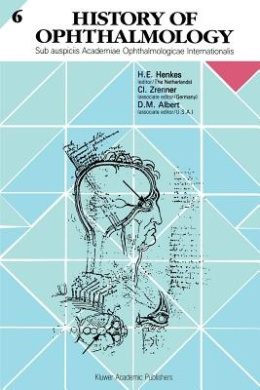 6
HISTORY OF
OPHTHALMOLOGY
Sub auspiciis Academiae Ophthalmologicae Internationalis
H.E. Henkes
(editor/The Netherlands)
Cl. Zrenner
(associate editor/Germany)
D.M. Albert
(associate editor/U.S.A.)
Kluwer Academic Publishers